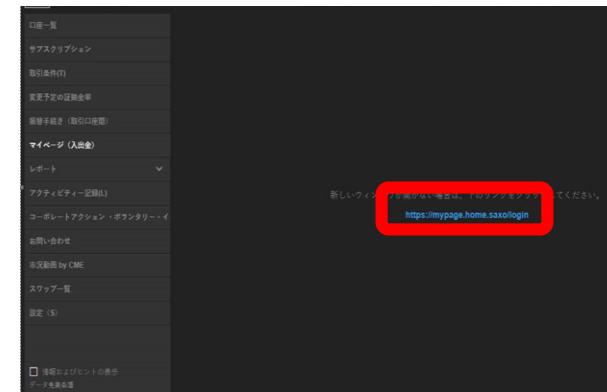 口座一覧
サブスクリプション
取引条件(T)
変更予定の証拠金率
振替手続き（取引口座間）
マイページ（入出金）
レポート
アクティビティー記録(L)
コーポレートアクション・ボランタリー・イ
お問い合わせ
市況動画 by CME
スワップ一覧
設定（S）
情報およびヒントの表示
データ免責条項
新しいウィンドウが開かない場合は、下のリンクをクリックしてください。
https://mypage.home.saxo/login